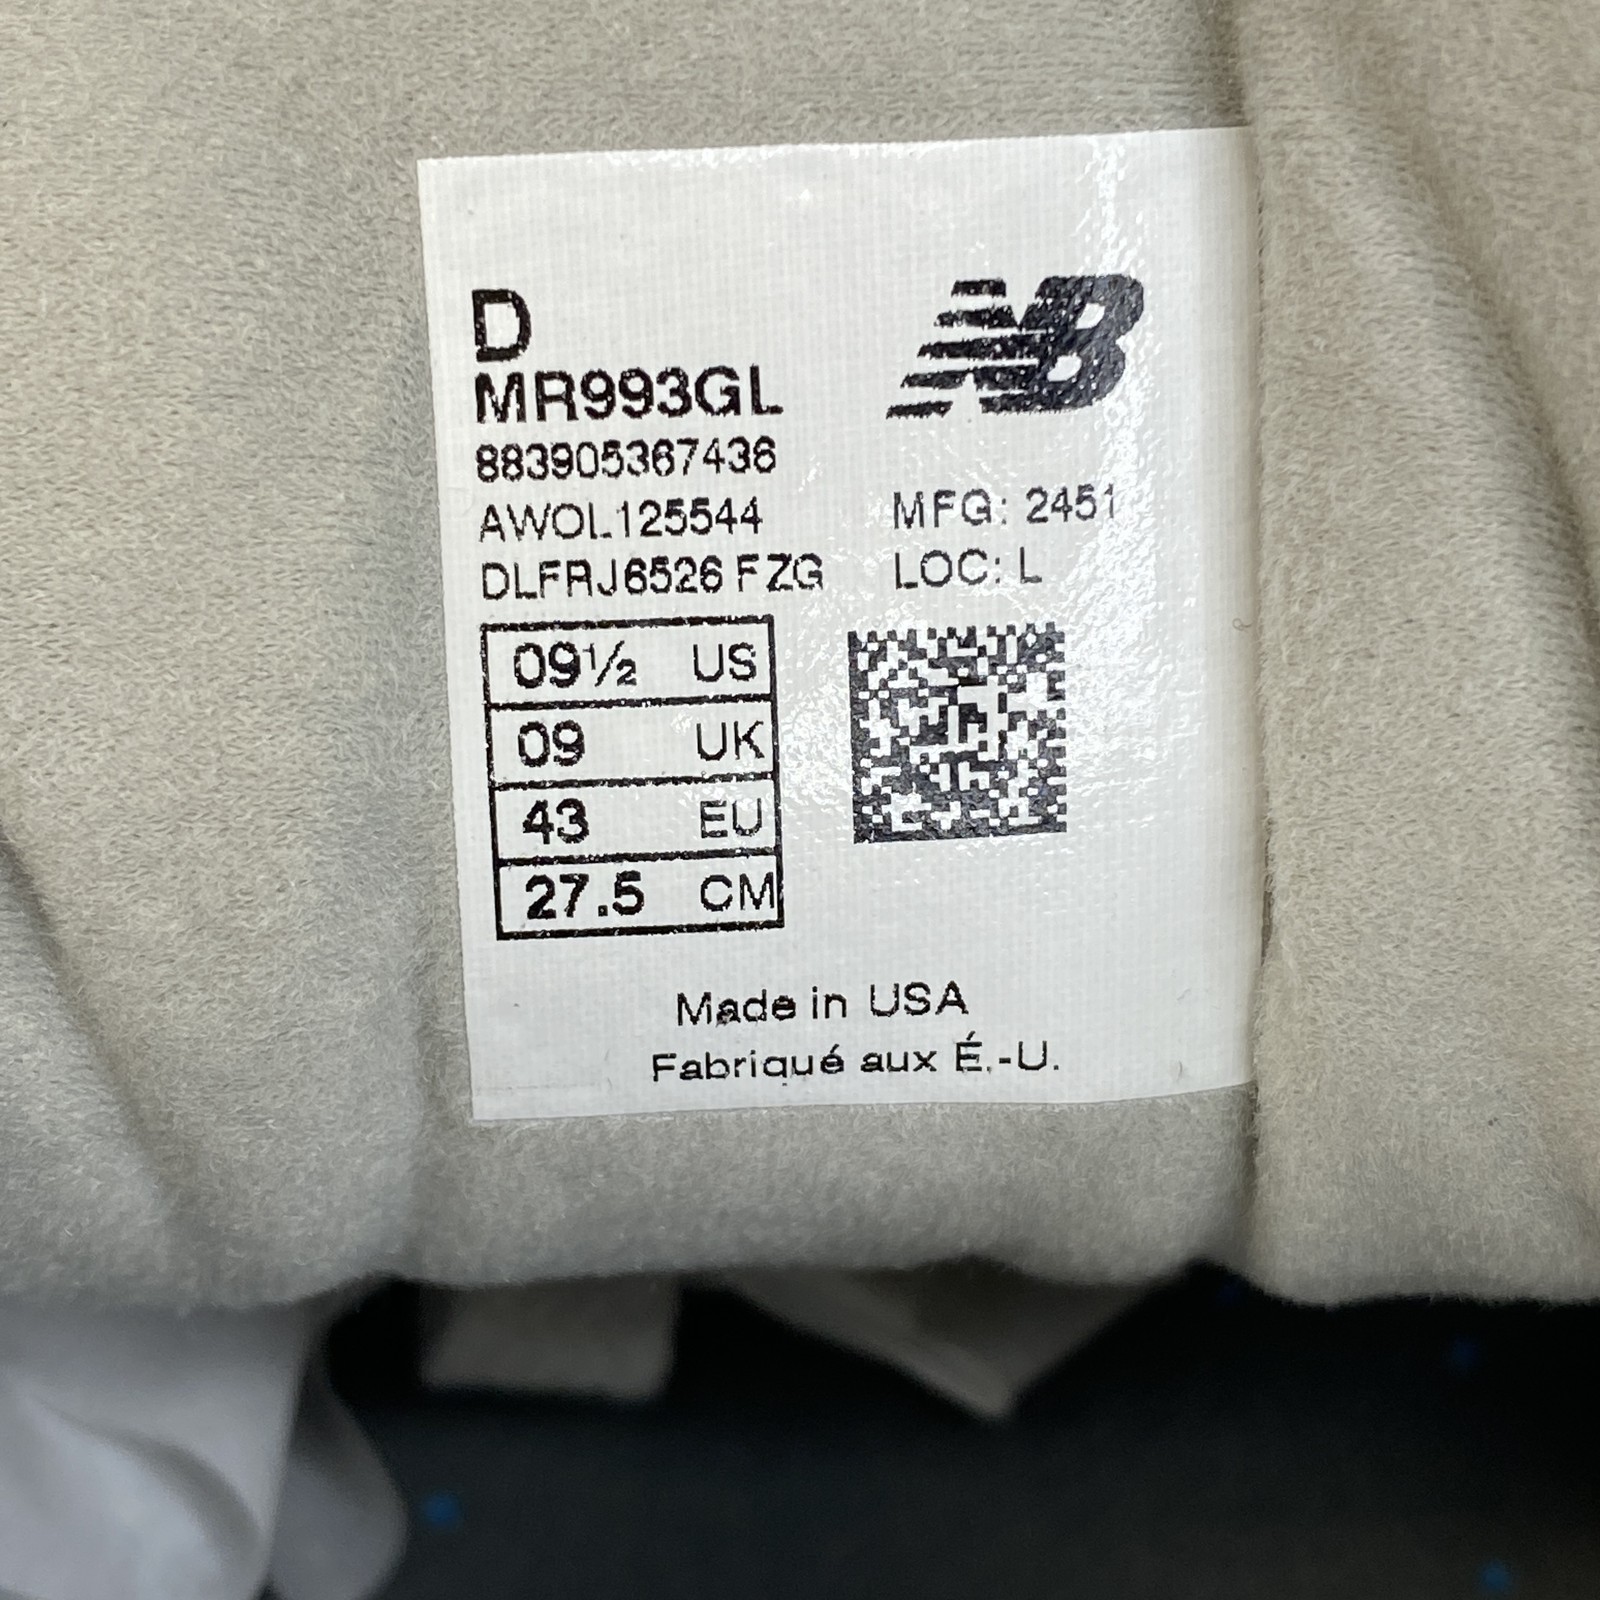 D
NB
MR993GL
883905367436
AWOL125544
MFG: 2451
DLFRJ6526 FZG
LOC: L
09½ US
09 UK
43 EU
27.5 CM
Made in USA
Fabriqué aux É.-U.